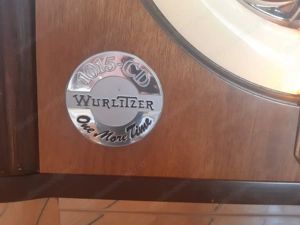 1015-CD
WURLITZER
One More Time